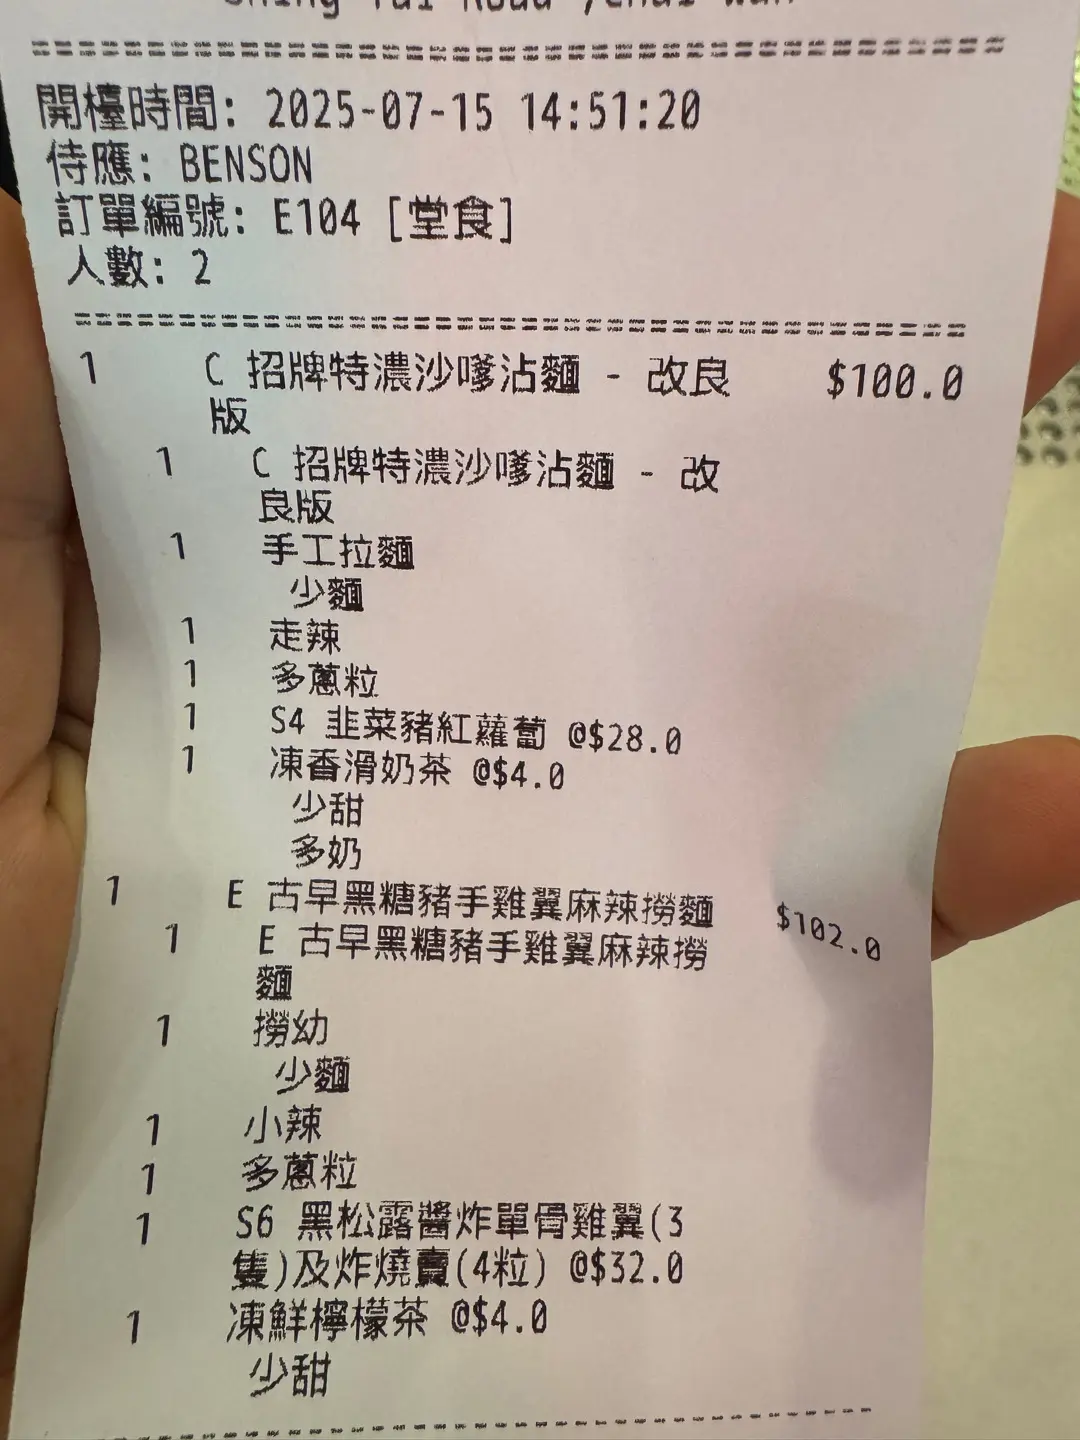 開檯時間: 2025-07-15 14:51:20
侍應: BENSON
訂單編號: E104 [堂食]
人數: 2
1 C 招牌特濃沙嗲沾麵 - 改良 $100.0
版
1 C 招牌特濃沙嗲沾麵 - 改
良版
1 手工拉麵
少麵
1 走辣
1 多蔥粒
1 S4 韭菜豬紅蘿蔔 @$28.0
1 凍香滑奶茶 @$4.0
少甜
多奶
1 E 古早黑糖豬手雞翼麻辣撈麵 $102.0
1 E 古早黑糖豬手雞翼麻辣撈
麵
1 撈幼
少麵
1 小辣
1 多蔥粒
1 S6 黑松露醬炸單骨雞翼(3
隻)及炸燒賣(4粒) @$32.0
1 凍鮮檸檬茶 @$4.0
少甜